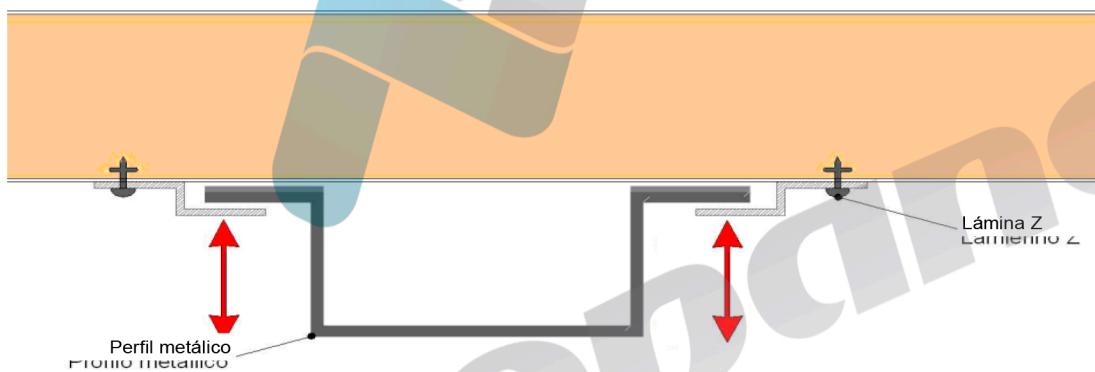 Lámina Z
Lamierino Z
Perfil metálico
Profilo metallico